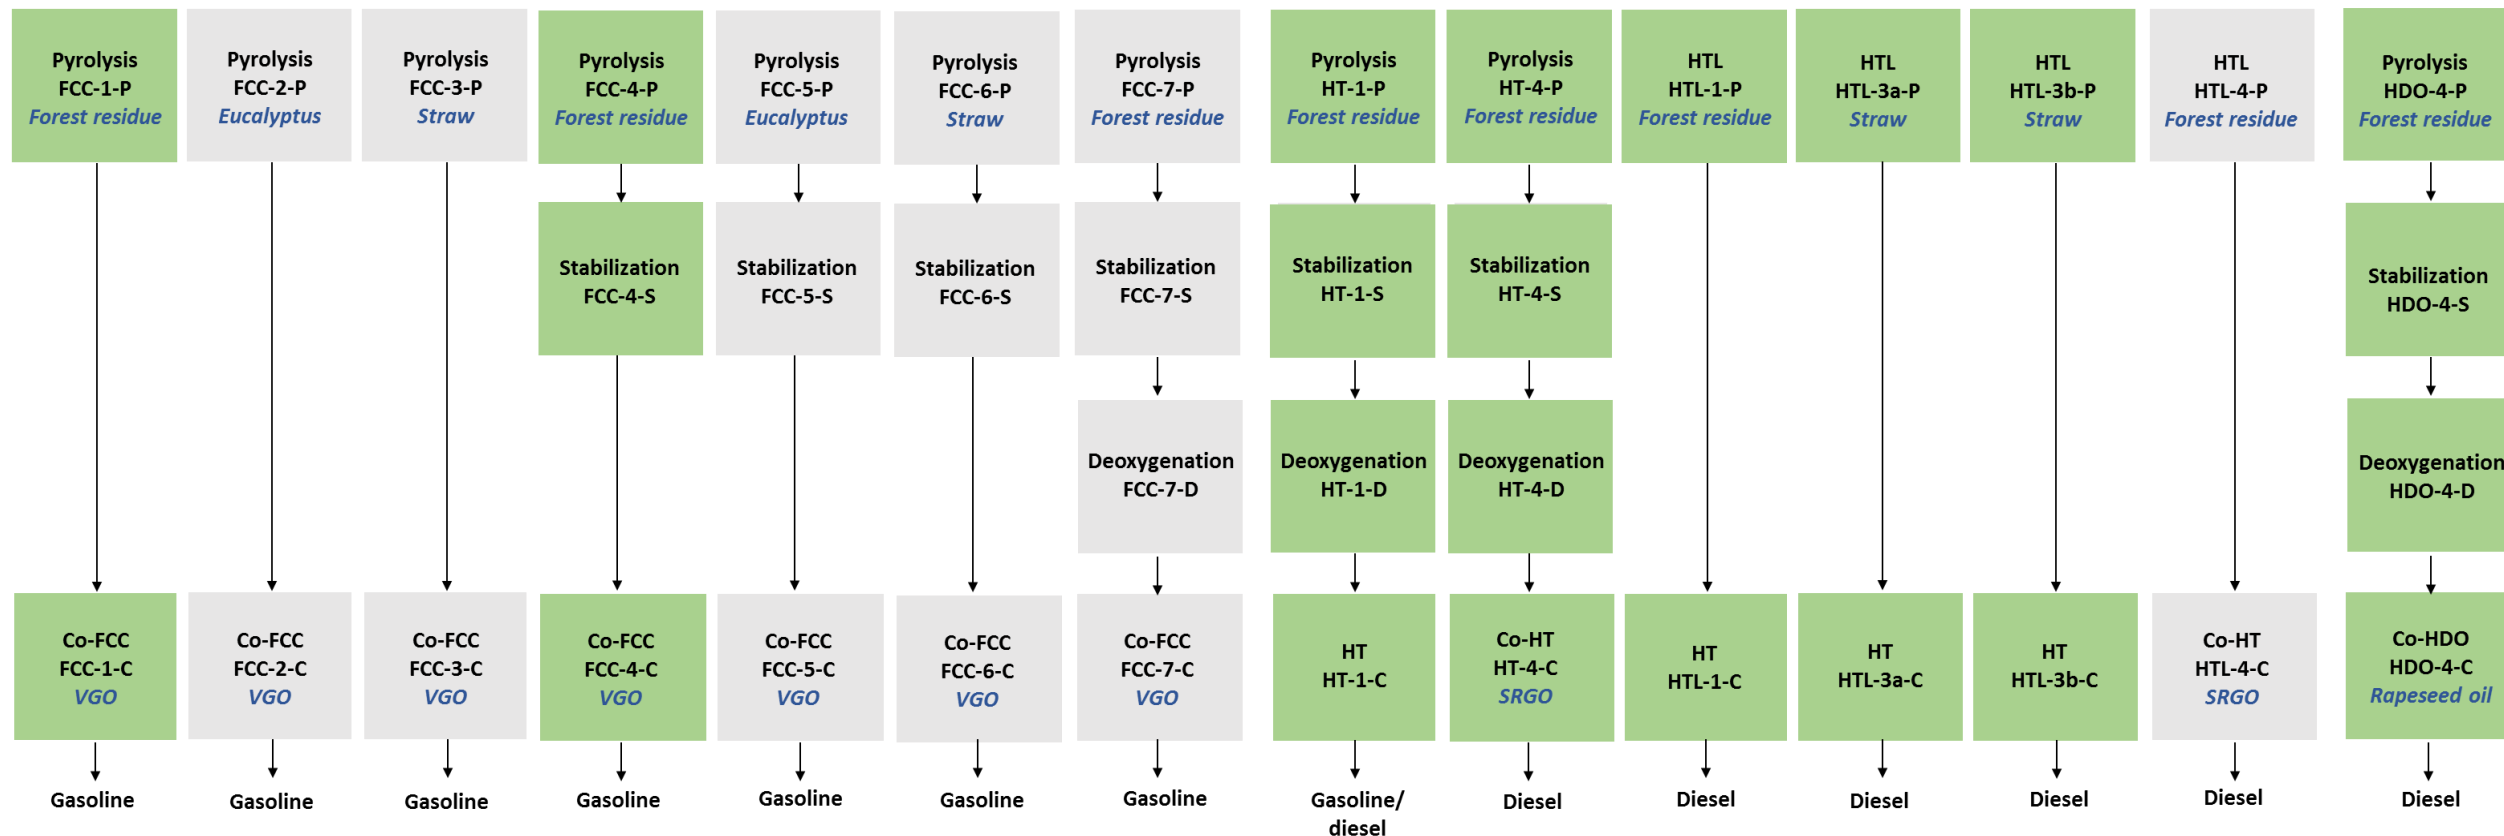 Pyrolysis
FCC-1-P
Forest residue
Pyrolysis
FCC-2-P
Eucalyptus
Pyrolysis
FCC-3-P
Straw
Pyrolysis
FCC-4-P
Forest residue
Pyrolysis
FCC-5-P
Eucalyptus
Pyrolysis
FCC-6-P
Straw
Pyrolysis
FCC-7-P
Forest residue
Pyrolysis
HT-1-P
Forest residue
Pyrolysis
HT-4-P
Forest residue
HTL
HTL-1-P
Forest residue
HTL
HTL-3a-P
Straw
HTL
HTL-3b-P
Straw
HTL
HTL-4-P
Forest residue
Pyrolysis
HDO-4-P
Forest residue
Stabilization
FCC-4-S
Stabilization
FCC-5-S
Stabilization
FCC-6-S
Stabilization
FCC-7-S
Stabilization
HT-1-S
Stabilization
HT-4-S
Stabilization
HDO-4-S
Deoxygenation
FCC-7-D
Deoxygenation
HT-1-D
Deoxygenation
HT-4-D
Deoxygenation
HDO-4-D
Co-FCC
FCC-1-C
VGO
Co-FCC
FCC-2-C
VGO
Co-FCC
FCC-3-C
VGO
Co-FCC
FCC-4-C
VGO
Co-FCC
FCC-5-C
VGO
Co-FCC
FCC-6-C
VGO
Co-FCC
FCC-7-C
VGO
HT
HT-1-C
Co-HT
HT-4-C
SRGO
HT
HTL-1-C
HT
HTL-3a-C
HT
HTL-3b-C
Co-HT
HTL-4-C
SRGO
Co-HDO
HDO-4-C
Rapeseed oil
Gasoline
Gasoline
Gasoline
Gasoline
Gasoline
Gasoline
Gasoline
Gasoline/
diesel
Diesel
Diesel
Diesel
Diesel
Diesel
Diesel